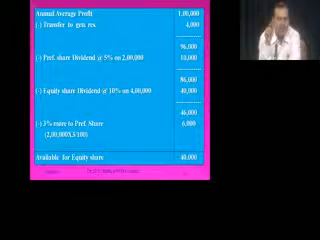 Annual Average Profit 1,00,000
(-) Transfer to gen. res. 4,000
96,000
(-) Pref. share Dividend @ 5% on 2,00,000 10,000
86,000
(-) Equity share Dividend @ 10% on 4,00,000 40,000
46,000
(-) 3% more to Pref. Share 6,000
(2,00,000X3/100)
Available for Equity share 40,000